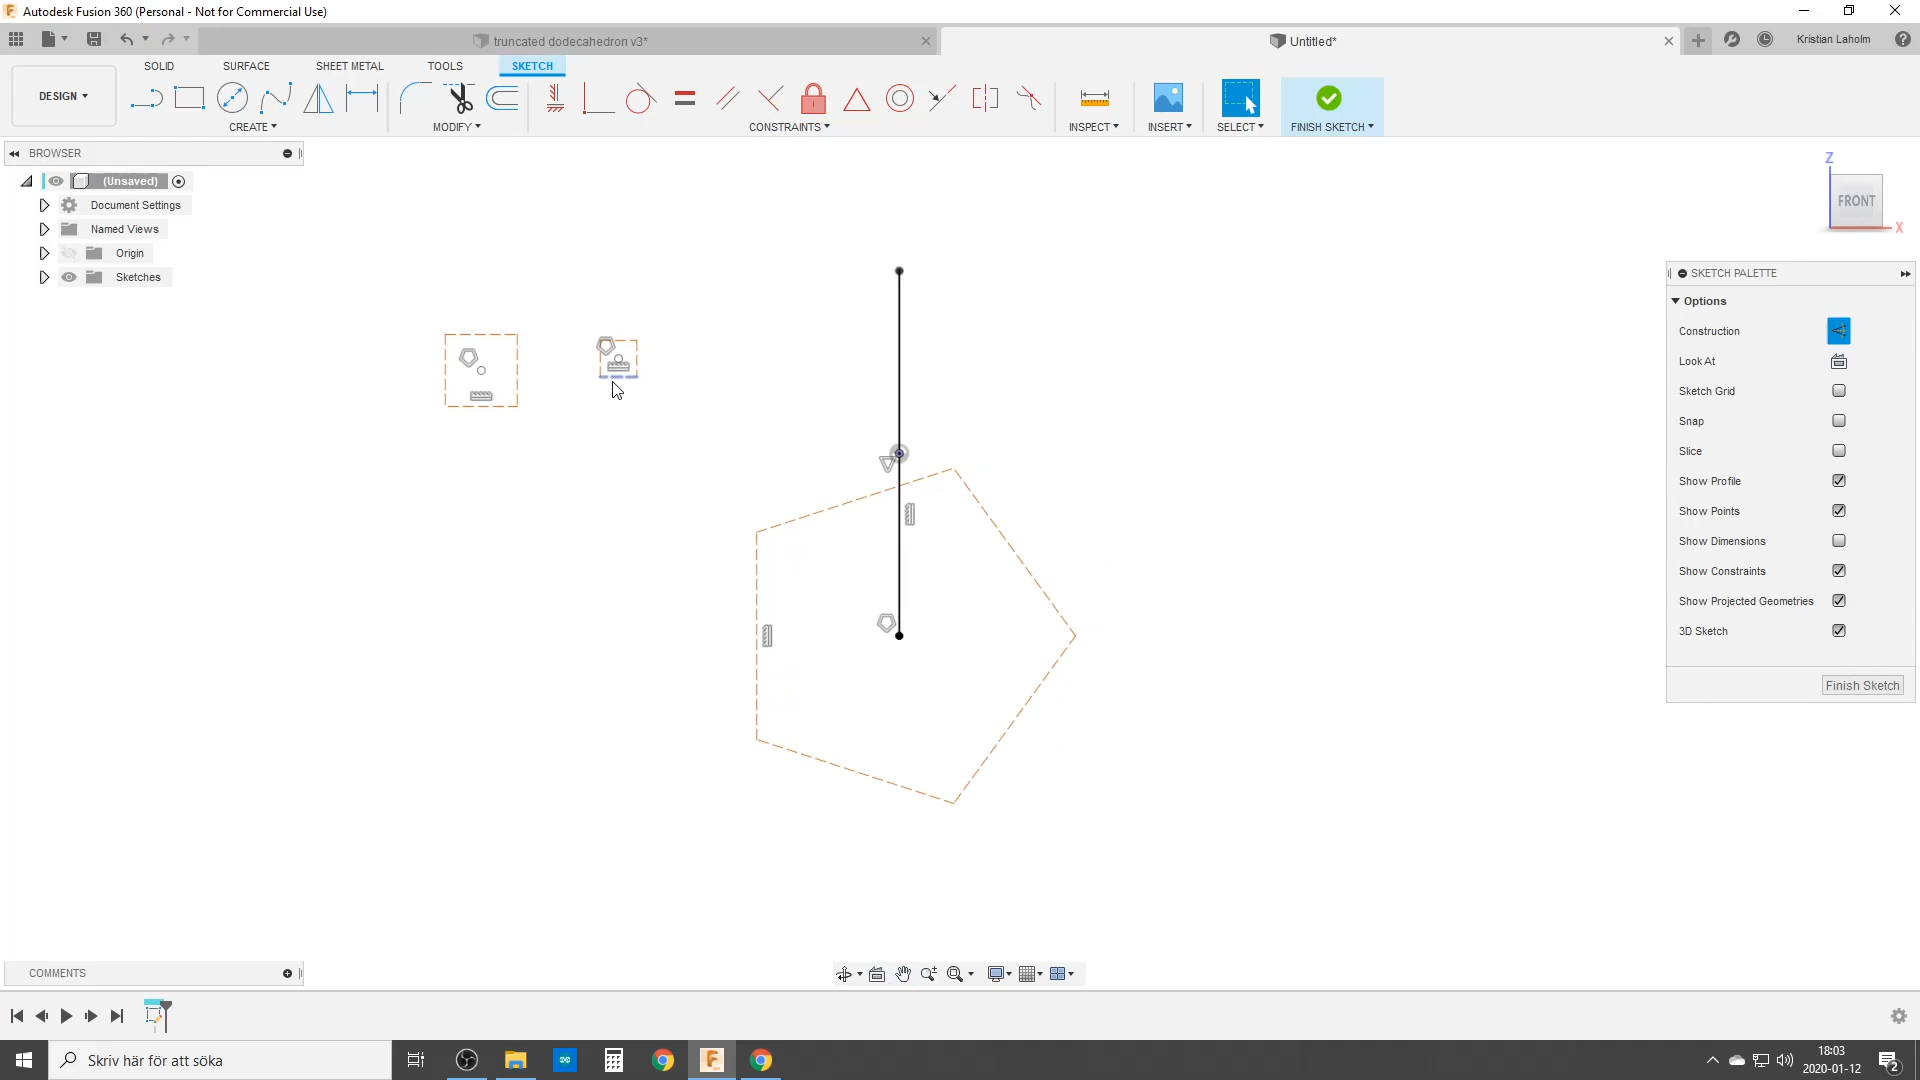 Autodesk Fusion 360 (Personal - Not for Commercial Use)
truncated dodecahedron v3*
Untitled*
Kristian Laholm
SOLID
SURFACE
SHEET METAL
TOOLS
SKETCH
DESIGN
CREATE
MODIFY
CONSTRAINTS
INSPECT
INSERT
SELECT
FINISH SKETCH
BROWSER
(Unsaved)
Document Settings
Named Views
Origin
Sketches
Z
FRONT
X
SKETCH PALETTE
Options
Construction
Look At
Sketch Grid
Snap
Slice
Show Profile
Show Points
Show Dimensions
Show Constraints
Show Projected Geometries
3D Sketch
Finish Sketch
COMMENTS
Skriv här för att söka
18:03
2020-01-12
2